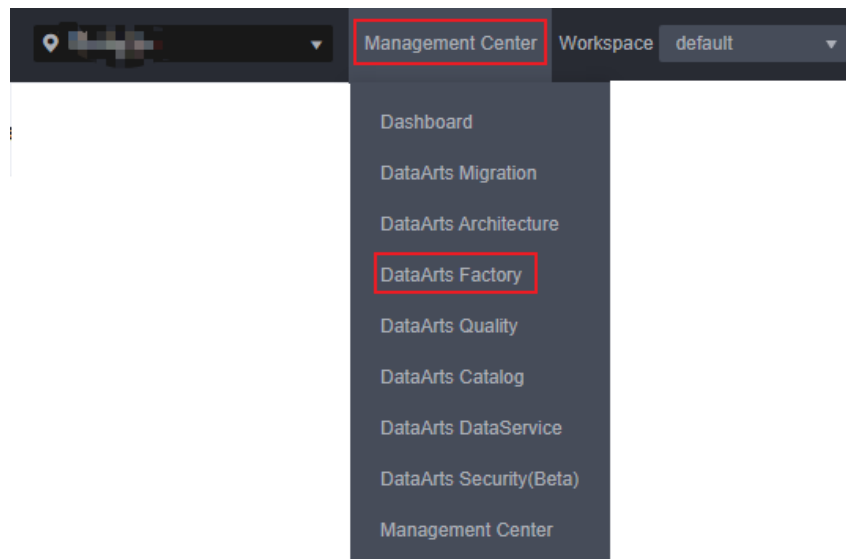 Management Center Workspace default
Dashboard
DataArts Migration
DataArts Architecture
DataArts Factory
DataArts Quality
DataArts Catalog
DataArts DataService
DataArts Security(Beta)
Management Center